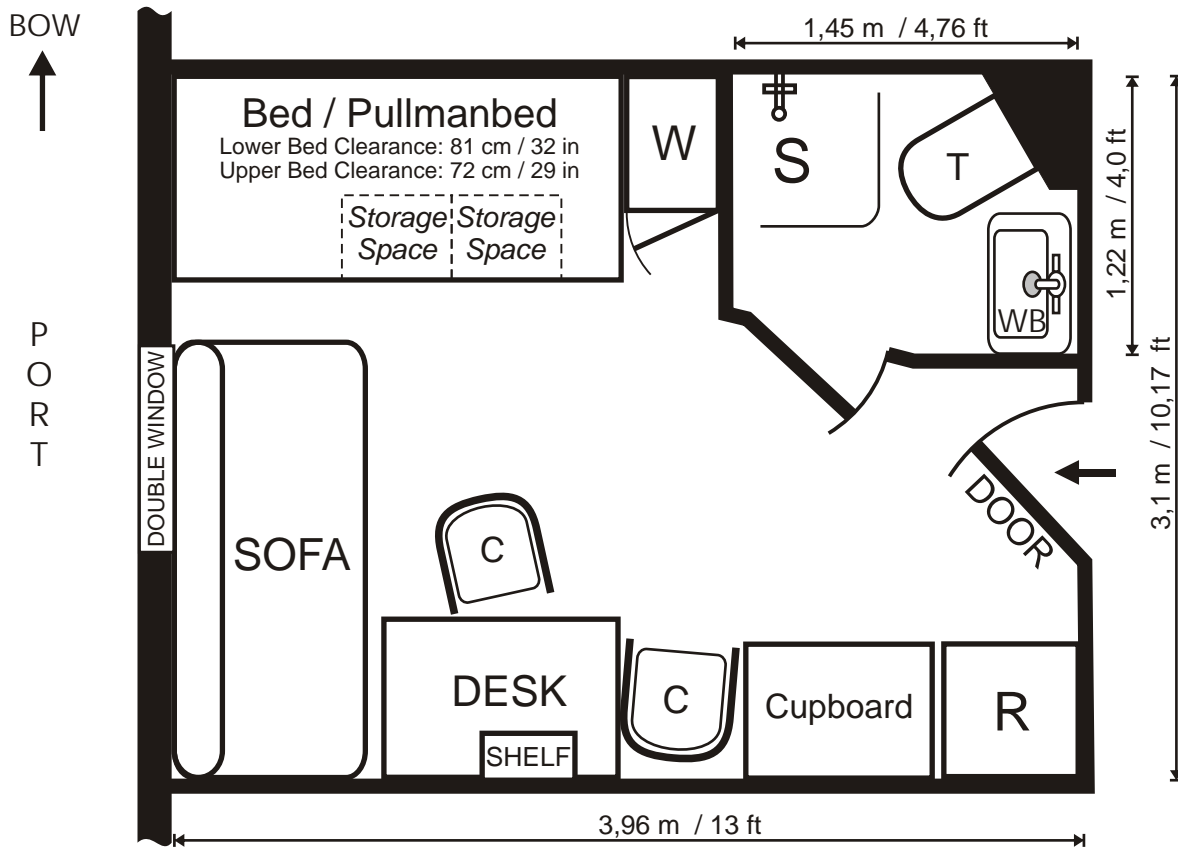 BOW
1,45 m / 4,76 ft
Bed / Pullmanbed
Lower Bed Clearance: 81 cm / 32 in
Upper Bed Clearance: 72 cm / 29 in
Storage Space
Storage Space
W
S
T
WB
1,22 m / 4,0 ft
3,1 m / 10,17 ft
PORT
DOUBLE WINDOW
SOFA
C
DOOR
DESK
SHELF
C
Cupboard
R
3,96 m / 13 ft